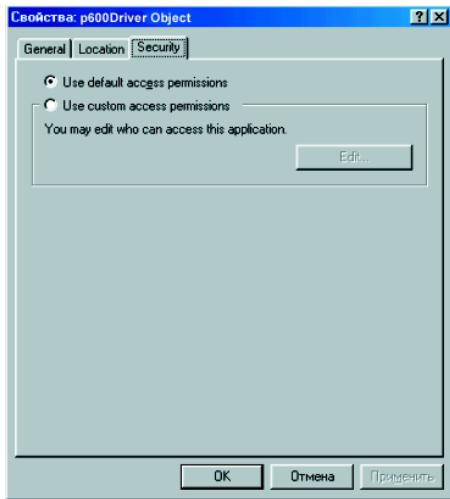 Свойства: p600Driver Object
General Location Security
Use default access permissions
Use custom access permissions
You may edit who can access this application.
Edit...
OK Отмена Применить